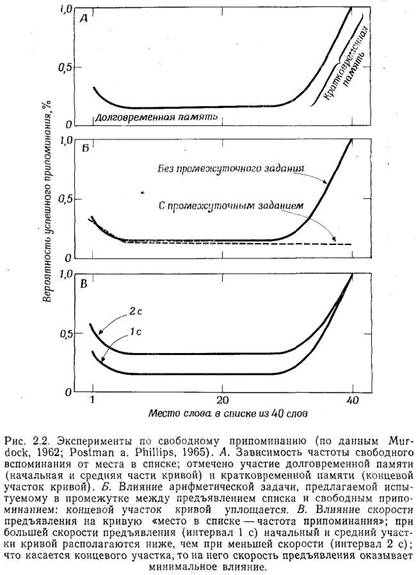 Вероятность успешного припоминания, %
1,0
А
0,5
0
Долговременная память
Кратковременная
память
1,0
Б
Без промежуточного задания
0,5
С промежуточным заданием
0
1,0
В
2 с
0,5
1 с
0
1
20
40
Место слова в списке из 40 слов
Рис. 2.2. Эксперименты по свободному припоминанию (по данным Mur-
dock, 1962; Postman a. Phillips, 1965). А. Зависимость частоты свободного
вспоминания от места в списке; отмечено участие долговременной памяти
(начальная и средняя части кривой) и кратковременной памяти (концевой
участок кривой). Б. Влияние арифметической задачи, предлагаемой испы-
туемому в промежутке между предъявлением списка и свободным припо-
минанием: концевой участок кривой уплощается. В. Влияние скорости
предъявления на кривую «место в списке — частота припоминания»; при
большей скорости предъявления (интервал 1 с) начальный и средний участ-
ки кривой располагаются ниже, чем при меньшей скорости (интервал 2 с);
что касается концевого участка, то на него скорость предъявления оказывает
минимальное влияние.